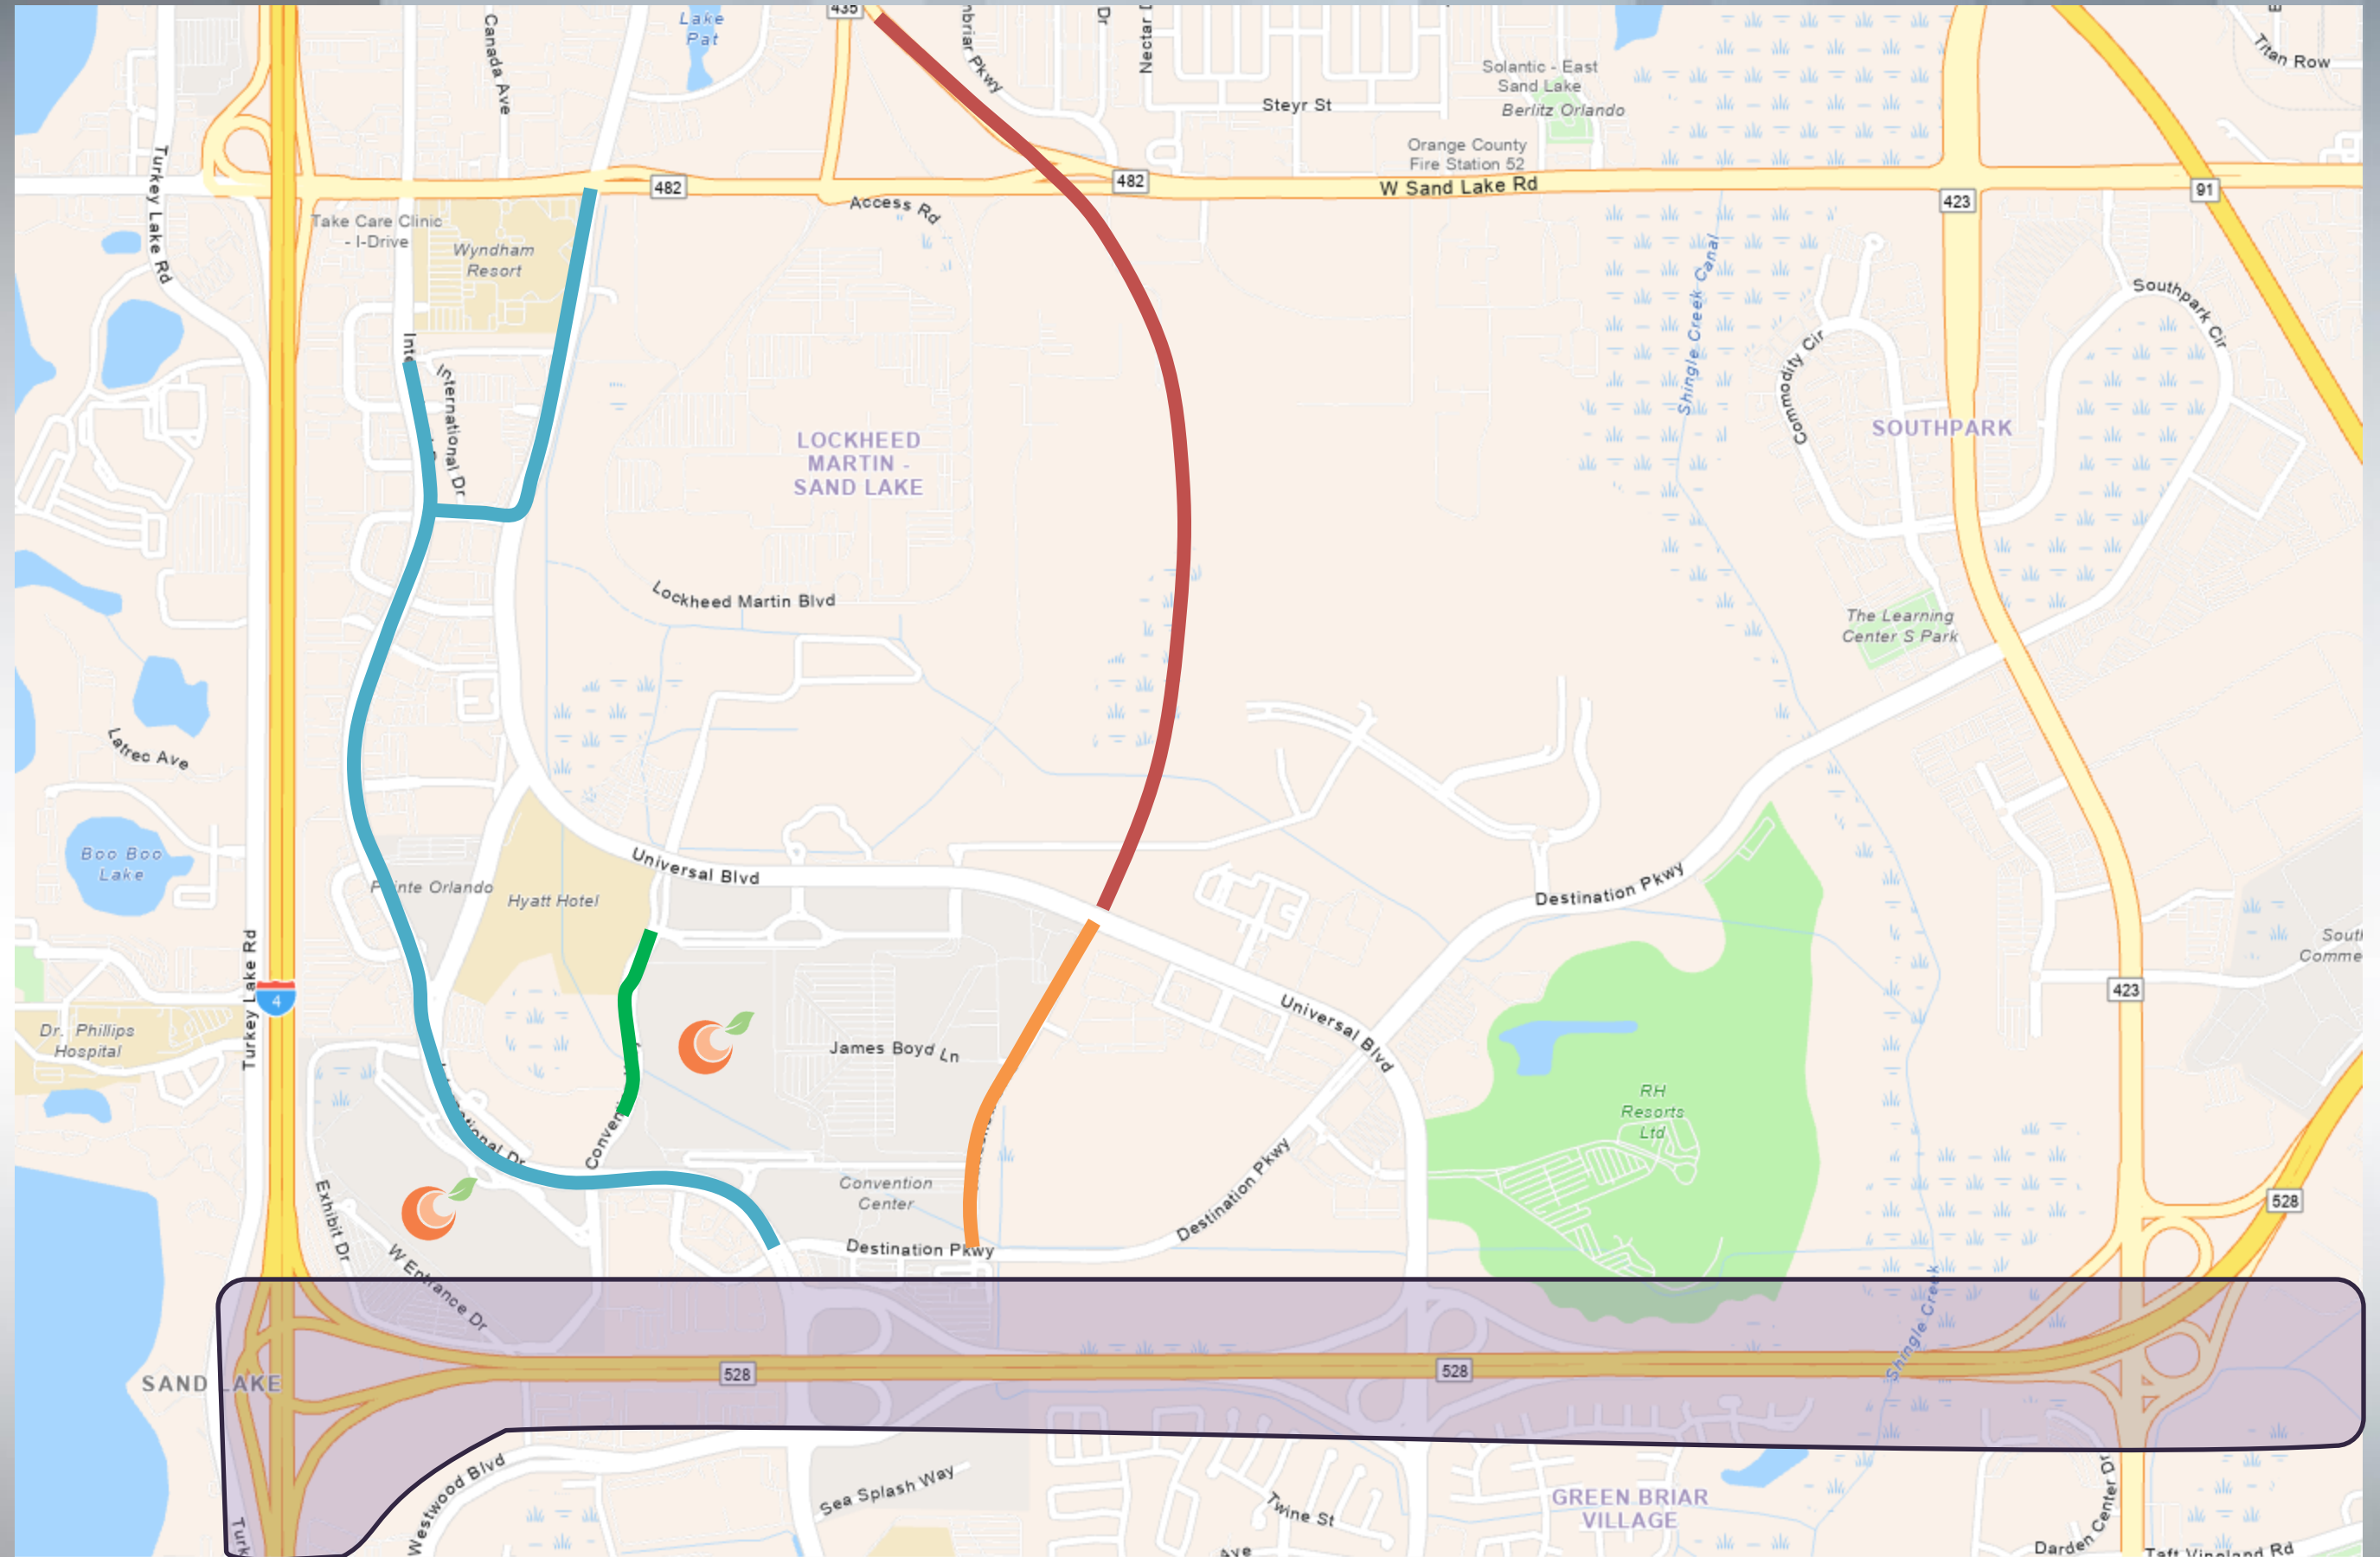 435
Lake
Pat
Canada Ave
Dr
Titan Row
Solantic - East
Sand Lake
Berlitz Orlando
Steyr St
Orange County
Fire Station 52
Turkey Lake Rd
482
482
W Sand Lake Rd
423
91
Access Rd
Take Care Clinic
- I-Drive
Wyndham
Resort
Shingle Creek Canal
Southpark Cir
Commodity Cir
International Dr
SOUTHPARK
LOCKHEED
MARTIN -
SAND LAKE
Lockheed Martin Blvd
The Learning
Center S Park
Latrec Ave
Boo Boo
Lake
Universal Blvd
Destination Pkwy
Hyatt Hotel
Turkey Lake Rd
4
423
Universal Blvd
Dr. Phillips
Hospital
James Boyd Ln
RH
Resorts
Ltd
Destination Pkwy
Convention
Center
528
Exhibit Dr
W Entrance Dr
Destination Pkwy
Shingle Creek
SAND LAKE
528
528
Westwood Blvd
Sea Splash Way
Twine St
GREEN BRIAR
VILLAGE
Darden Center Dr
Taft Vineland Rd
Ave